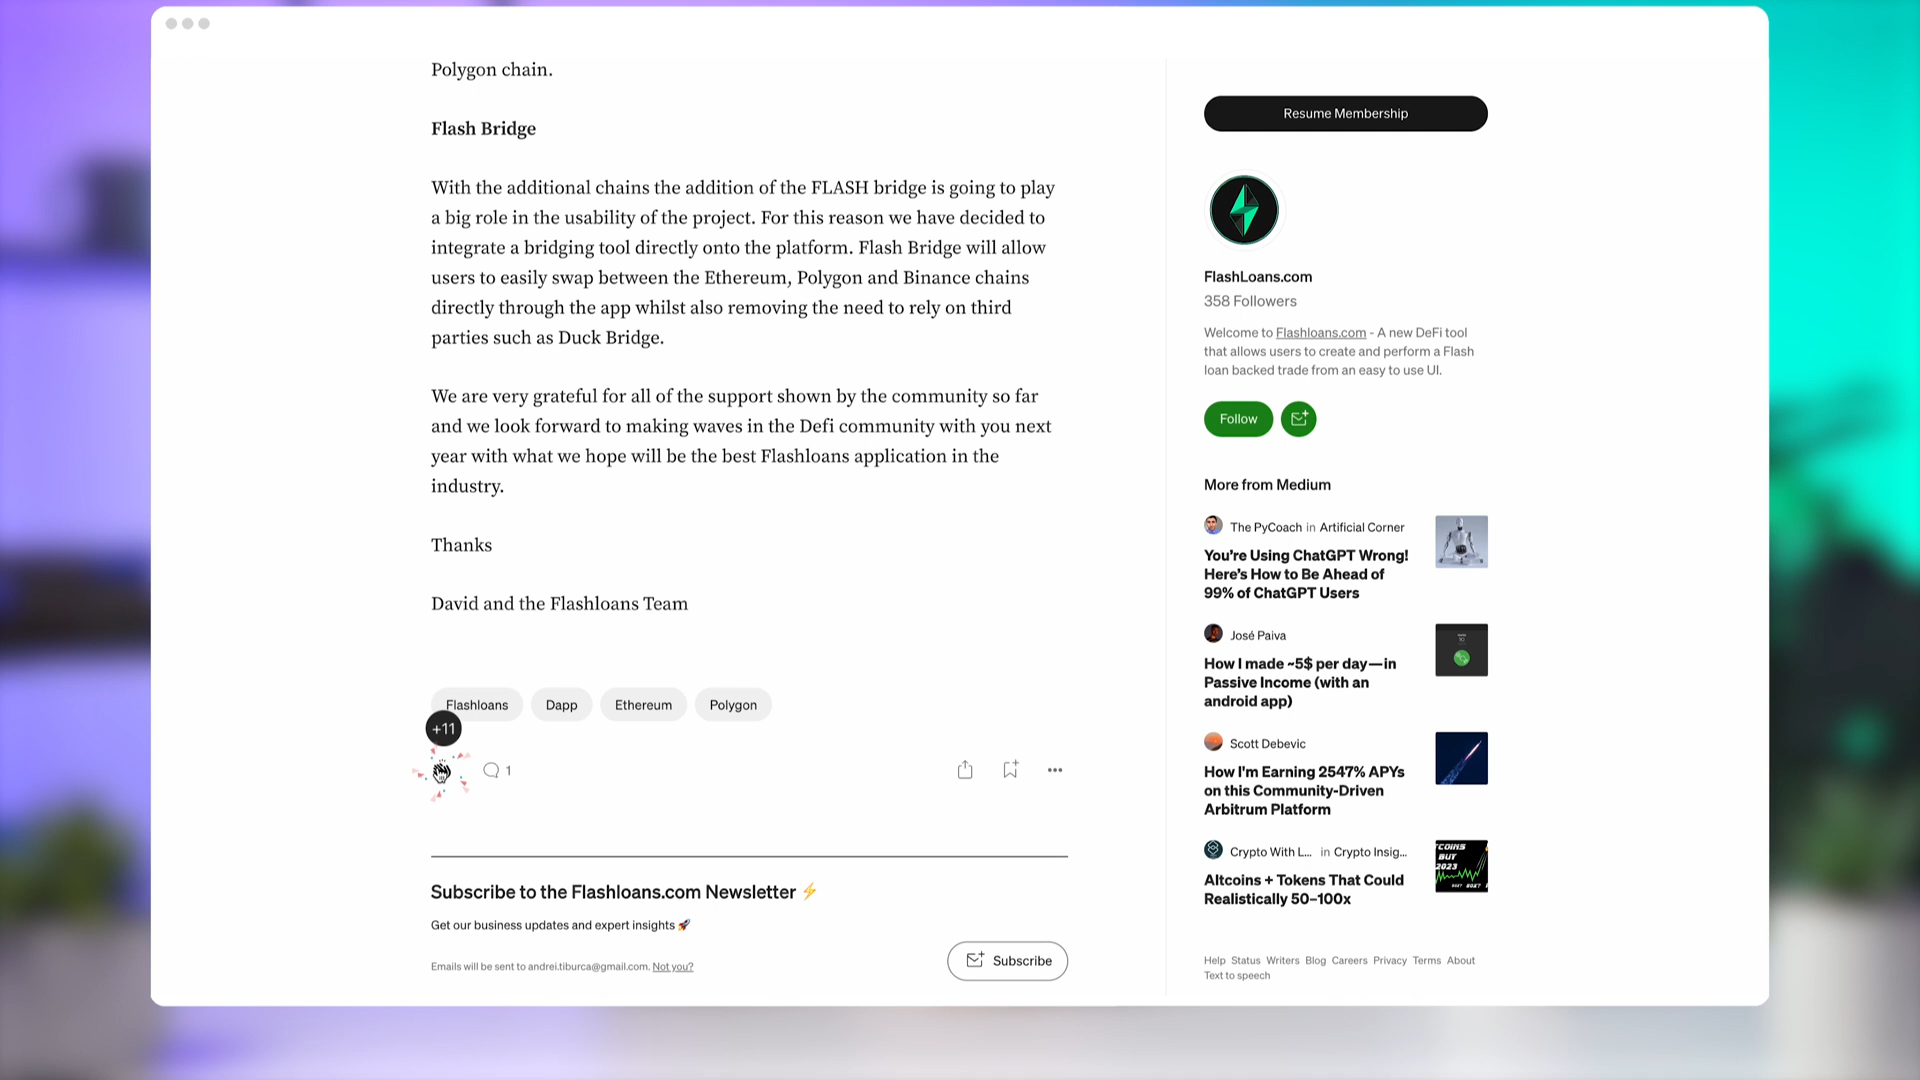 Polygon chain.
Flash Bridge
With the additional chains the addition of the FLASH bridge is going to play
a big role in the usability of the project. For this reason we have decided to
integrate a bridging tool directly onto the platform. Flash Bridge will allow
users to easily swap between the Ethereum, Polygon and Binance chains
directly through the app whilst also removing the need to rely on third
parties such as Duck Bridge.
We are very grateful for all of the support shown by the community so far
and we look forward to making waves in the Defi community with you next
year with what we hope will be the best Flashloans application in the
industry.
Thanks
David and the Flashloans Team
Flashloans Dapp Ethereum Polygon
+11
1
Subscribe to the Flashloans.com Newsletter ⚡
Get our business updates and expert insights 🚀
Emails will be sent to andrei.tiburca@gmail.com. Not you?
Subscribe
Resume Membership
FlashLoans.com
358 Followers
Welcome to Flashloans.com - A new DeFi tool
that allows users to create and perform a Flash
loan backed trade from an easy to use UI.
Follow
More from Medium
The PyCoach in Artificial Corner
You're Using ChatGPT Wrong!
Here's How to Be Ahead of
99% of ChatGPT Users
José Paiva
How I made ~5$ per day—in
Passive Income (with an
android app)
Scott Debevic
How I'm Earning 2547% APYs
on this Community-Driven
Arbitrum Platform
Crypto With L... in Crypto Insig...
Altcoins + Tokens That Could
Realistically 50–100x
COINS
BUT
2023
Help Status Writers Blog Careers Privacy Terms About
Text to speech